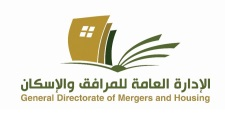 الإدارة العامة للمرافق والإسكان
General Directorate of Mergers and Housing